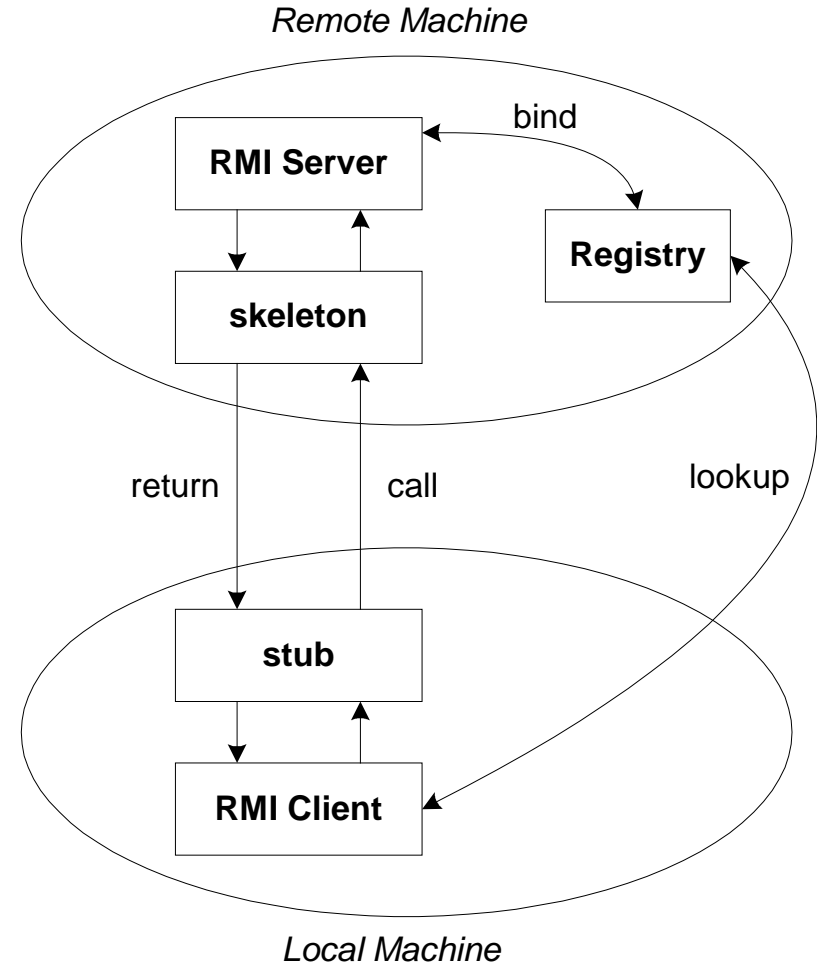 Remote Machine
bind
RMI Server
Registry
skeleton
return
call
lookup
stub
RMI Client
Local Machine